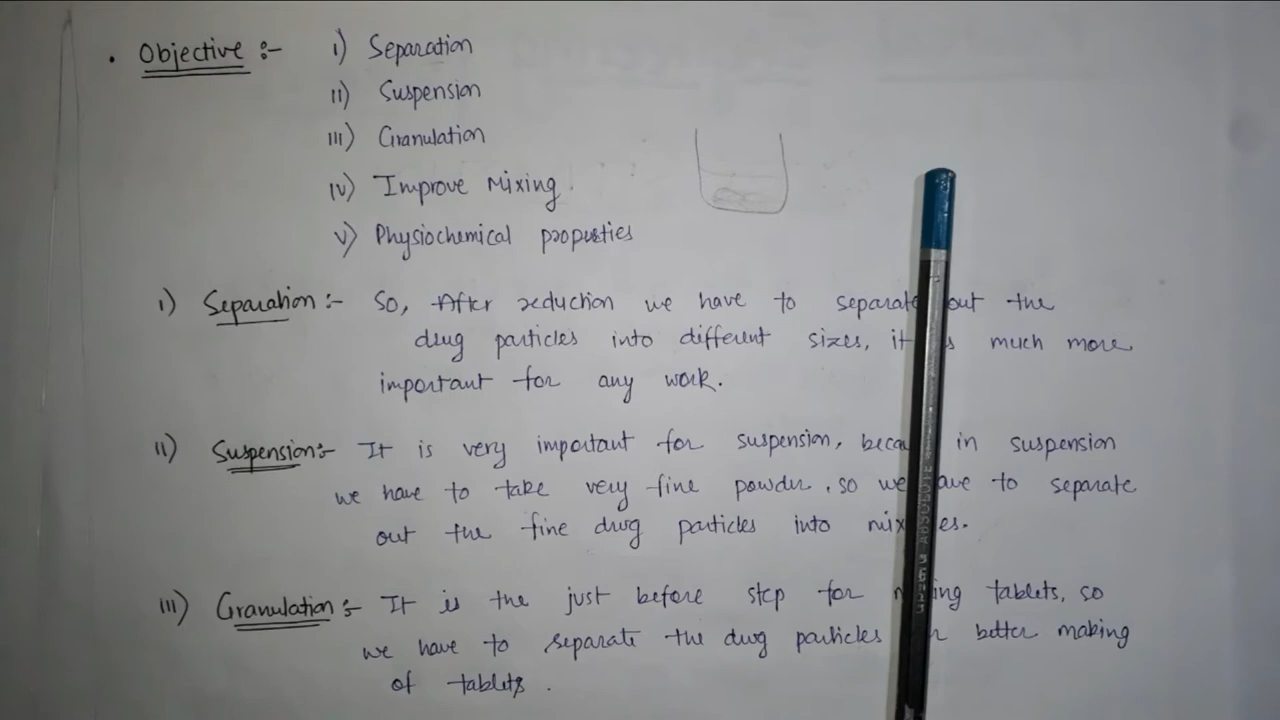 • Objective :- i) Separation
ii) Suspension
iii) Granulation
iv) Improve Mixing.
v) Physiochemical properties
i) Separation :- So, After reduction we have to separate out the
drug particles into different sizes, it is much more
important for any work.
ii) Suspension:- It is very important for suspension, in suspension
we have to take very fine powder, so we have to separate
out the fine drug particles into
iii) Granulation :- It is the just before step for making tablets, so
we have to separate the drug particles better making
of tablets.